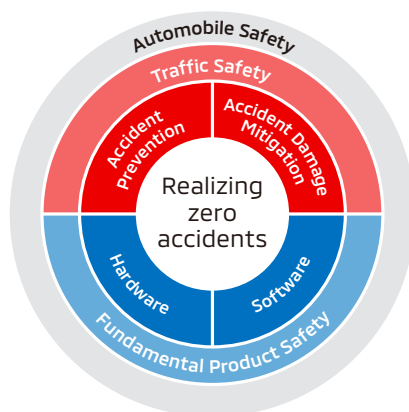 Automobile Safety
Traffic Safety
Accident
Prevention
Accident Damage
Mitigation
Realizing
zero
accidents
Hardware
Software
Fundamental Product Safety